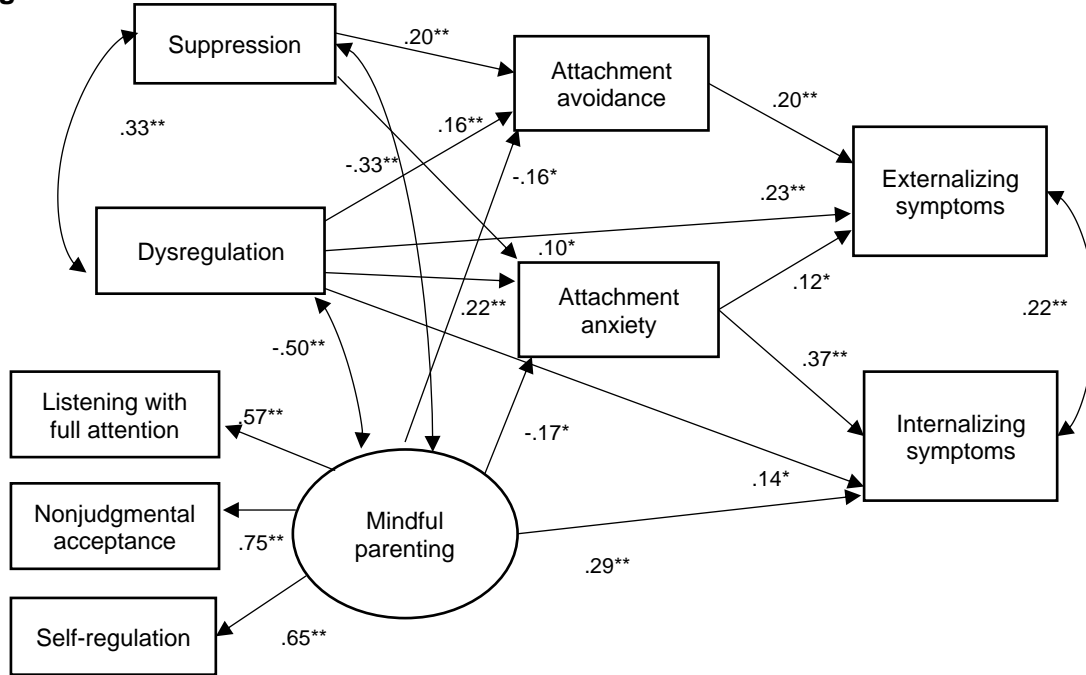 g
Suppression
.20**
Attachment
avoidance
.20**
.33**
.16**
-.33**
-.16*
Externalizing
symptoms
.23**
Dysregulation
.10*
Attachment
anxiety
.22**
.12*
.22**
-.50**
.37**
Listening with
full attention
.57**
-.17*
Internalizing
symptoms
.14*
Nonjudgmental
acceptance
.75**
Mindful
parenting
.29**
Self-regulation
.65**